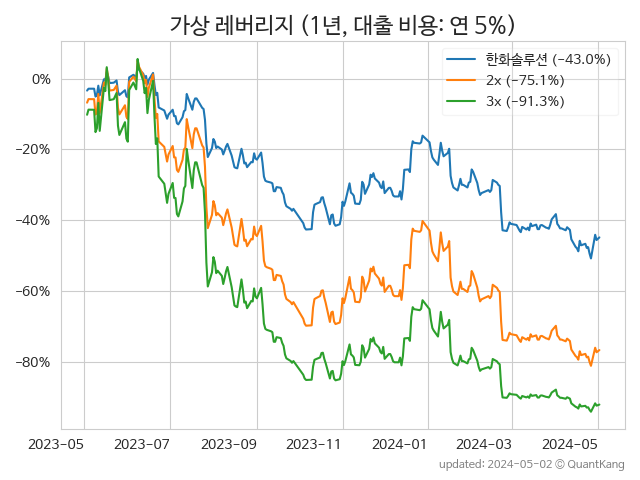 가상 레버리지 (1년, 대출 비용: 연 5%)
한화솔루션 (−43.0%)
2x (−75.1%)
3x (−91.3%)
0%
−20%
−40%
−60%
−80%
2023-05 2023-07 2023-09 2023-11 2024-01 2024-03 2024-05
updated: 2024-05-02 © QuantKang